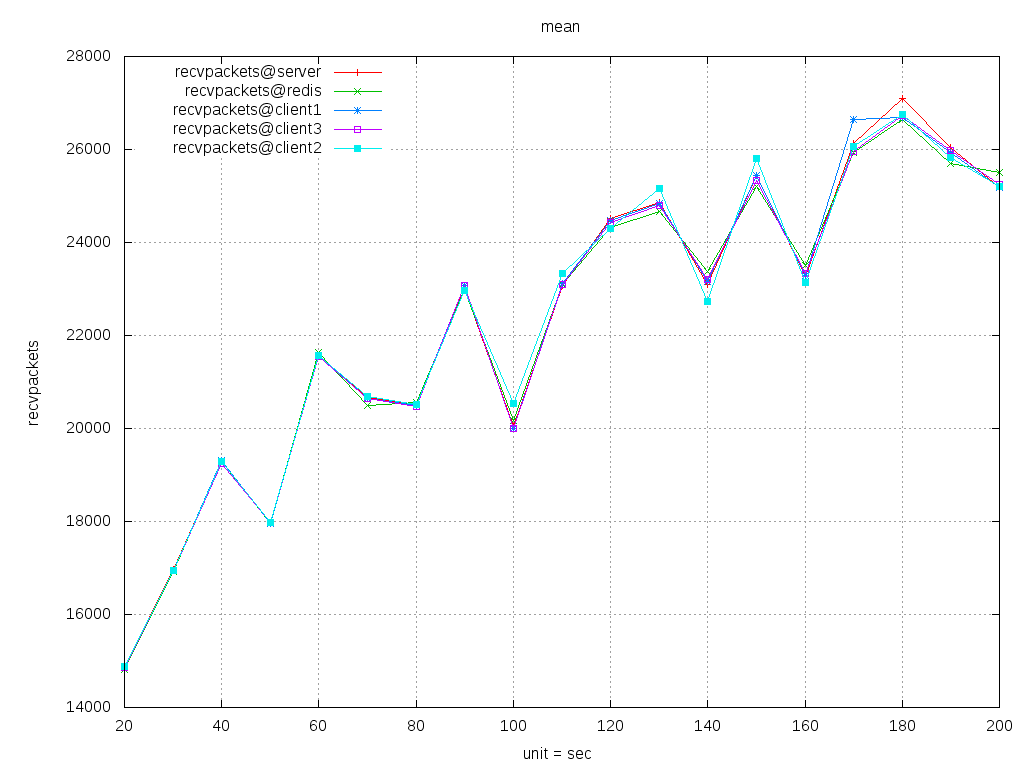 mean
28000
26000
24000
22000
20000
18000
16000
14000
recvpackets@server
recvpackets@redis
recvpackets@client1
recvpackets@client3
recvpackets@client2
recvpackets
20 40 60 80 100 120 140 160 180 200
unit = sec